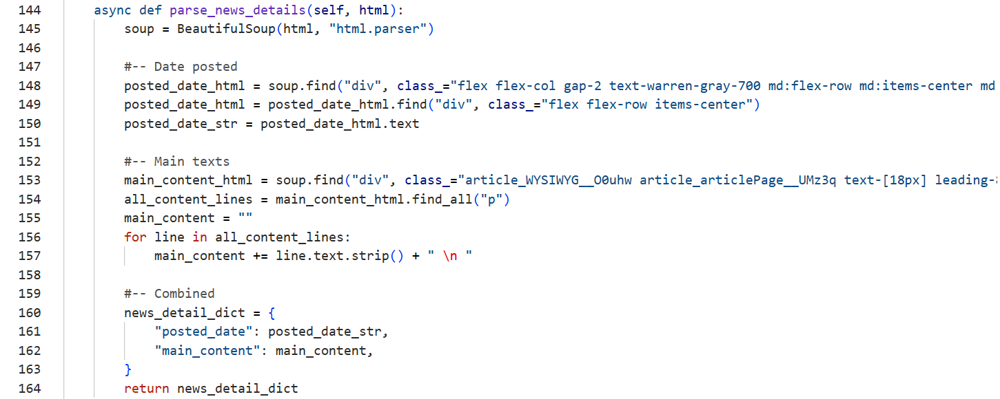 144 async def parse_news_details(self, html):
145 soup = BeautifulSoup(html, "html.parser")
146
147 #-- Date posted
148 posted_date_html = soup.find("div", class_="flex flex-col gap-2 text-warren-gray-700 md:flex-row md:items-center md
149 posted_date_html = posted_date_html.find("div", class_="flex flex-row items-center")
150 posted_date_str = posted_date_html.text
151
152 #-- Main texts
153 main_content_html = soup.find("div", class_="article_WYSIWYG__O0uhw article_articlePage__UMz3q text-[18px] leading-8
154 all_content_lines = main_content_html.find_all("p")
155 main_content = ""
156 for line in all_content_lines:
157 main_content += line.text.strip() + " \n "
158
159 #-- Combined
160 news_detail_dict = {
161 "posted_date": posted_date_str,
162 "main_content": main_content,
163 }
164 return news_detail_dict